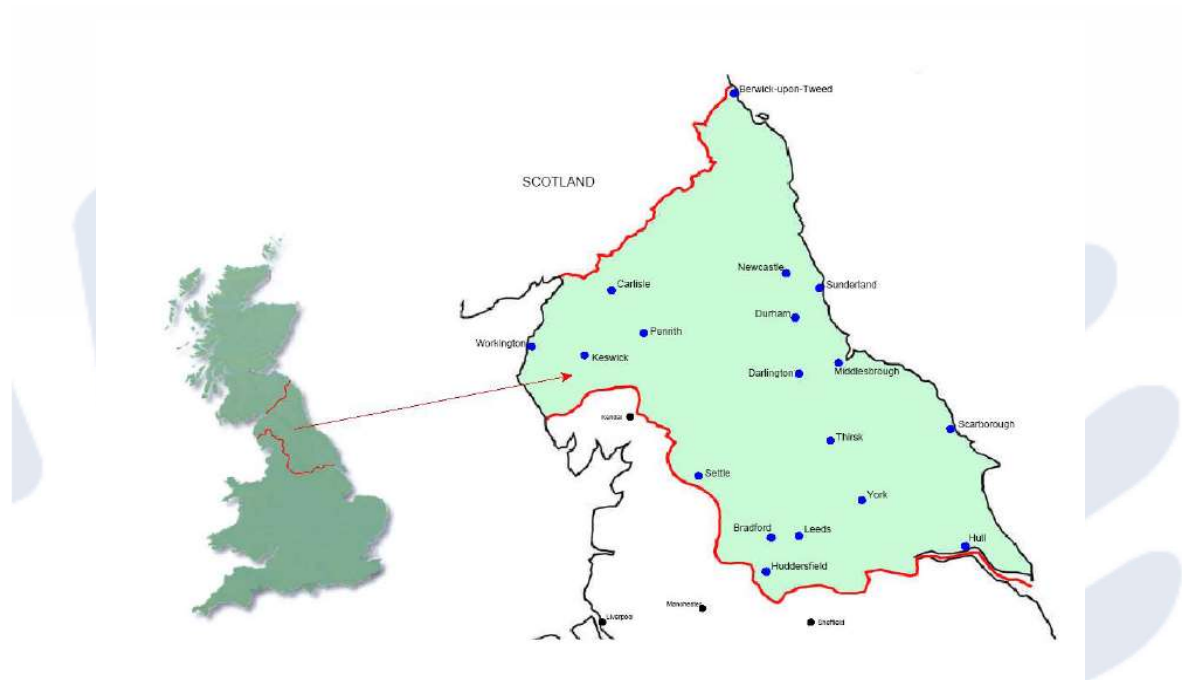 Berwick-upon-Tweed
SCOTLAND
Newcastle
Carlisle
Sunderland
Durham
Penrith
Workington
Keswick
Darlington
Middlesbrough
Kendal
Scarborough
Thirsk
Settle
York
Bradford
Leeds
Hull
Huddersfield
Manchester
Liverpool
Sheffield